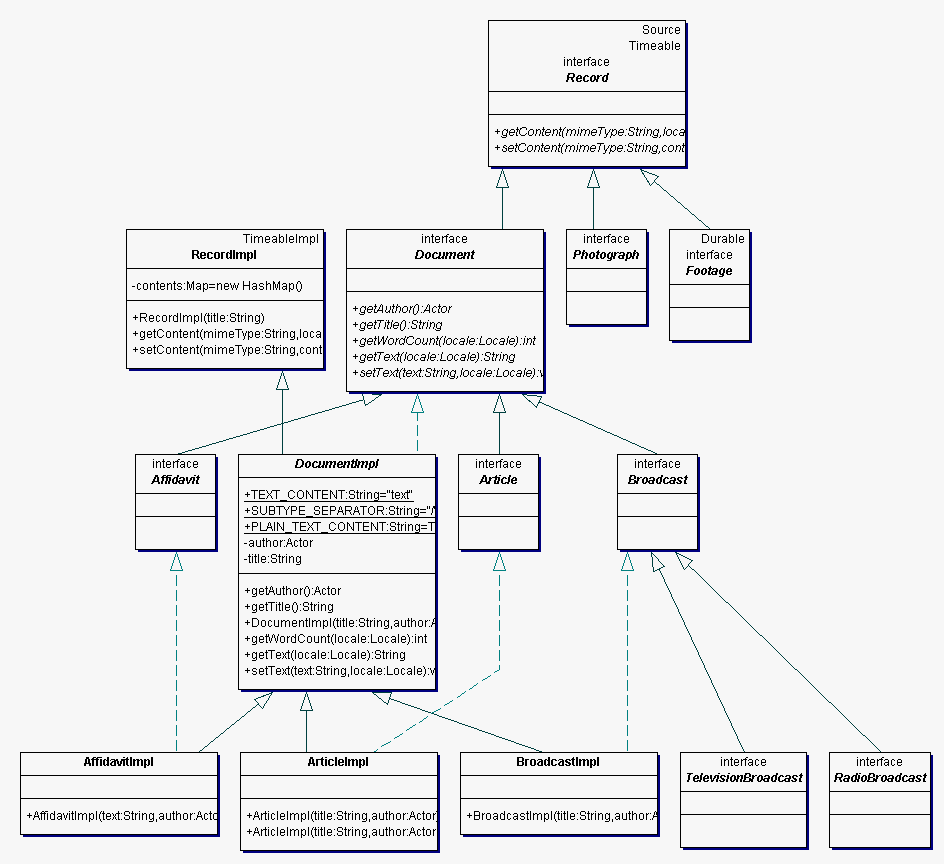 Source
Timeable
interface
Record
+getContent(mimeType:String,loca
+setContent(mimeType:String,cont
TimeableImpl
RecordImpl
-contents:Map=new HashMap()
+RecordImpl(title:String)
+getContent(mimeType:String,loca
+setContent(mimeType:String,cont
interface
Document
+getAuthor():Actor
+getTitle():String
+getWordCount(locale:Locale):int
+getText(locale:Locale):String
+setText(text:String,locale:Locale):v
interface
Photograph
Durable
interface
Footage
interface
Affidavit
DocumentImpl
+TEXT_CONTENT:String="text"
+SUBTYPE_SEPARATOR:String="/"
+PLAIN_TEXT_CONTENT:String=T
-author:Actor
-title:String
+getAuthor():Actor
+getTitle():String
+DocumentImpl(title:String,author:A
+getWordCount(locale:Locale):int
+getText(locale:Locale):String
+setText(text:String,locale:Locale):v
interface
Article
interface
Broadcast
AffidavitImpl
+AffidavitImpl(text:String,author:Acto
ArticleImpl
+ArticleImpl(title:String,author:Actor)
+ArticleImpl(title:String,author:Actor
BroadcastImpl
+BroadcastImpl(title:String,author:A
interface
TelevisionBroadcast
interface
RadioBroadcast